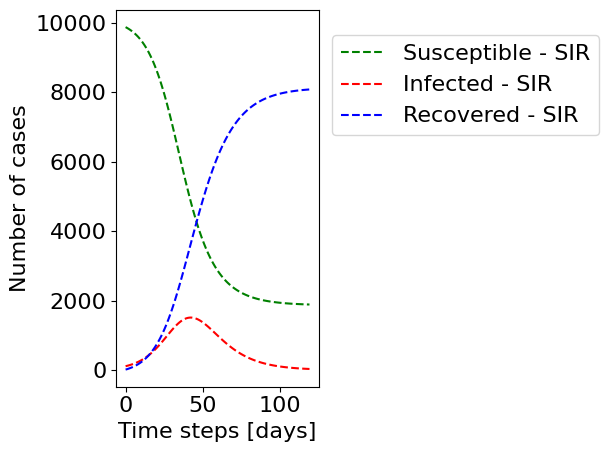 10000
8000
6000
4000
2000
0
Number of cases
0 50 100
Time steps [days]
Susceptible - SIR
Infected - SIR
Recovered - SIR